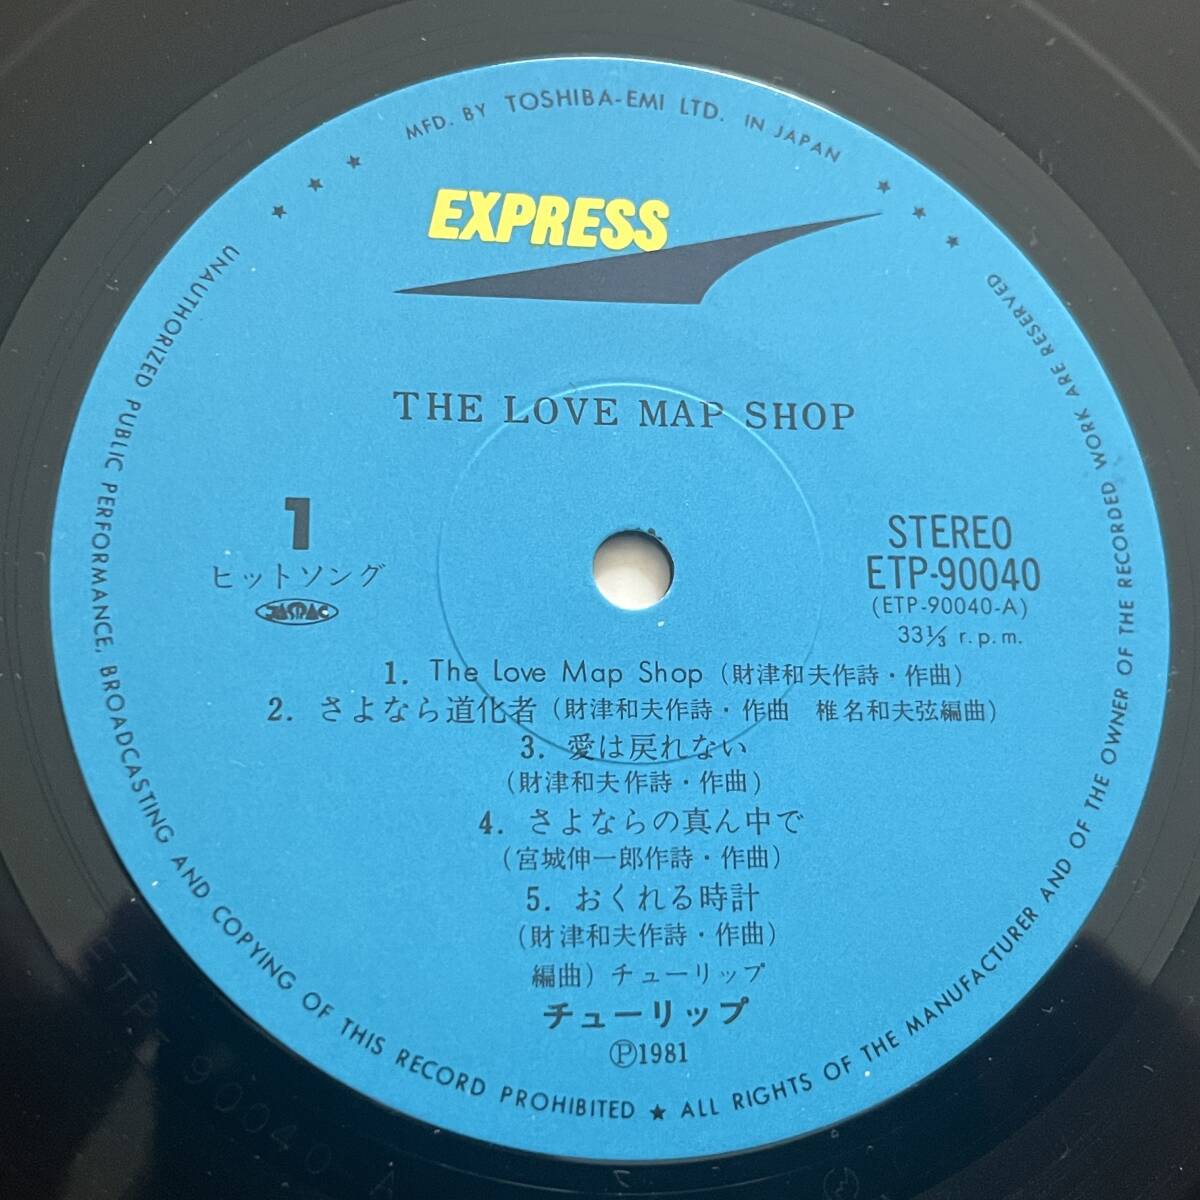 MFD. BY TOSHIBA-EMI LTD. IN JAPAN
EXPRESS
THE LOVE MAP SHOP
1
ヒットソング
JASRAC
STEREO
ETP-90040
(ETP-90040-A)
33⅓ r.p.m.
1. The Love Map Shop (財津和夫作詩・作曲)
2. さよなら道化者 (財津和夫作詩・作曲 椎名和夫弦編曲)
3. 愛は戻れない
(財津和夫作詩・作曲)
4. さよならの真ん中で
(宮城伸一郎作詩・作曲)
5. おくれる時計
(財津和夫作詩・作曲)
編曲) チューリップ
チューリップ
Ⓟ1981
UNAUTHORIZED PUBLIC PERFORMANCE, BROADCASTING AND COPYING OF THIS RECORD PROHIBITED ★ ALL RIGHTS OF THE MANUFACTURER AND OF THE OWNER OF THE RECORDED WORK ARE RESERVED